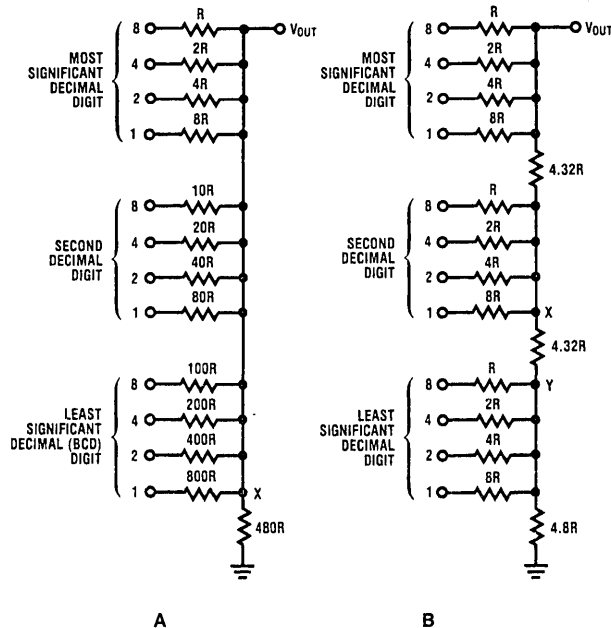 8
R
V OUT
MOST
SIGNIFICANT
DECIMAL
DIGIT
4
2R
2
4R
1
8R
SECOND
DECIMAL
DIGIT
8
10R
4
20R
2
40R
1
80R
LEAST
SIGNIFICANT
DECIMAL (BCD)
DIGIT
8
100R
4
200R
2
400R
1
800R
X
480R
A
8
R
V OUT
MOST
SIGNIFICANT
DECIMAL
DIGIT
4
2R
2
4R
1
8R
4.32R
SECOND
DECIMAL
DIGIT
8
R
4
2R
2
4R
1
8R
X
4.32R
LEAST
SIGNIFICANT
DECIMAL
DIGIT
8
R
Y
4
2R
2
4R
1
8R
4.8R
B